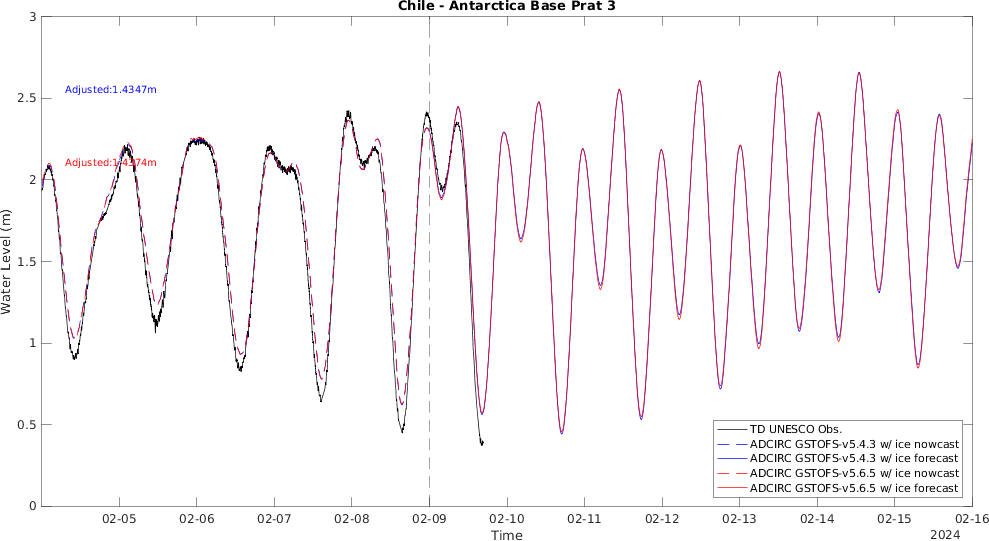 Chile - Antarctica Base Prat 3
3
2.5
2
1.5
1
0.5
0
Water Level (m)
Adjusted:1.4347m
Adjusted:1.4374m
TD UNESCO Obs.
ADCIRC GSTOFS-v5.4.3 w/ ice nowcast
ADCIRC GSTOFS-v5.4.3 w/ ice forecast
ADCIRC GSTOFS-v5.6.5 w/ ice nowcast
ADCIRC GSTOFS-v5.6.5 w/ ice forecast
02-05 02-06 02-07 02-08 02-09 02-10 02-11 02-12 02-13 02-14 02-15 02-16
Time
2024